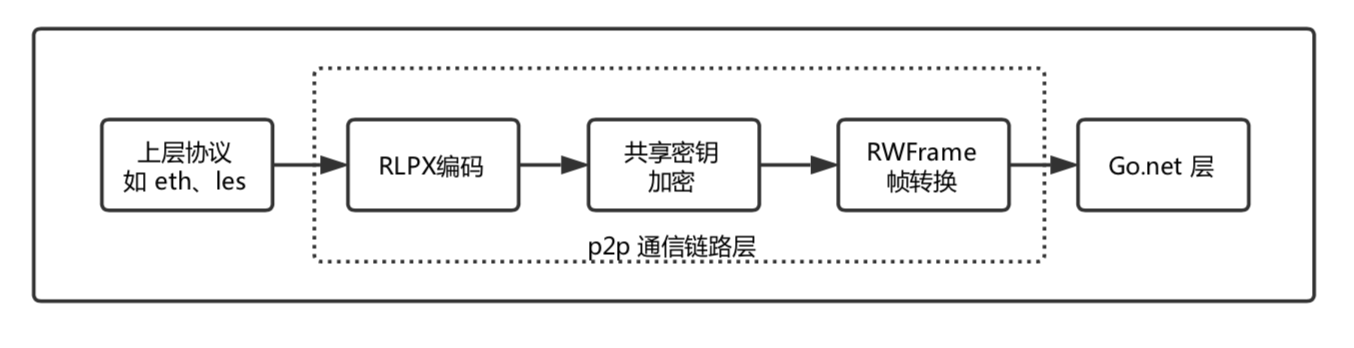 上层协议
如 eth、les
RLPX编码
共享密钥
加密
RWFrame
帧转换
Go.net 层
p2p 通信链路层